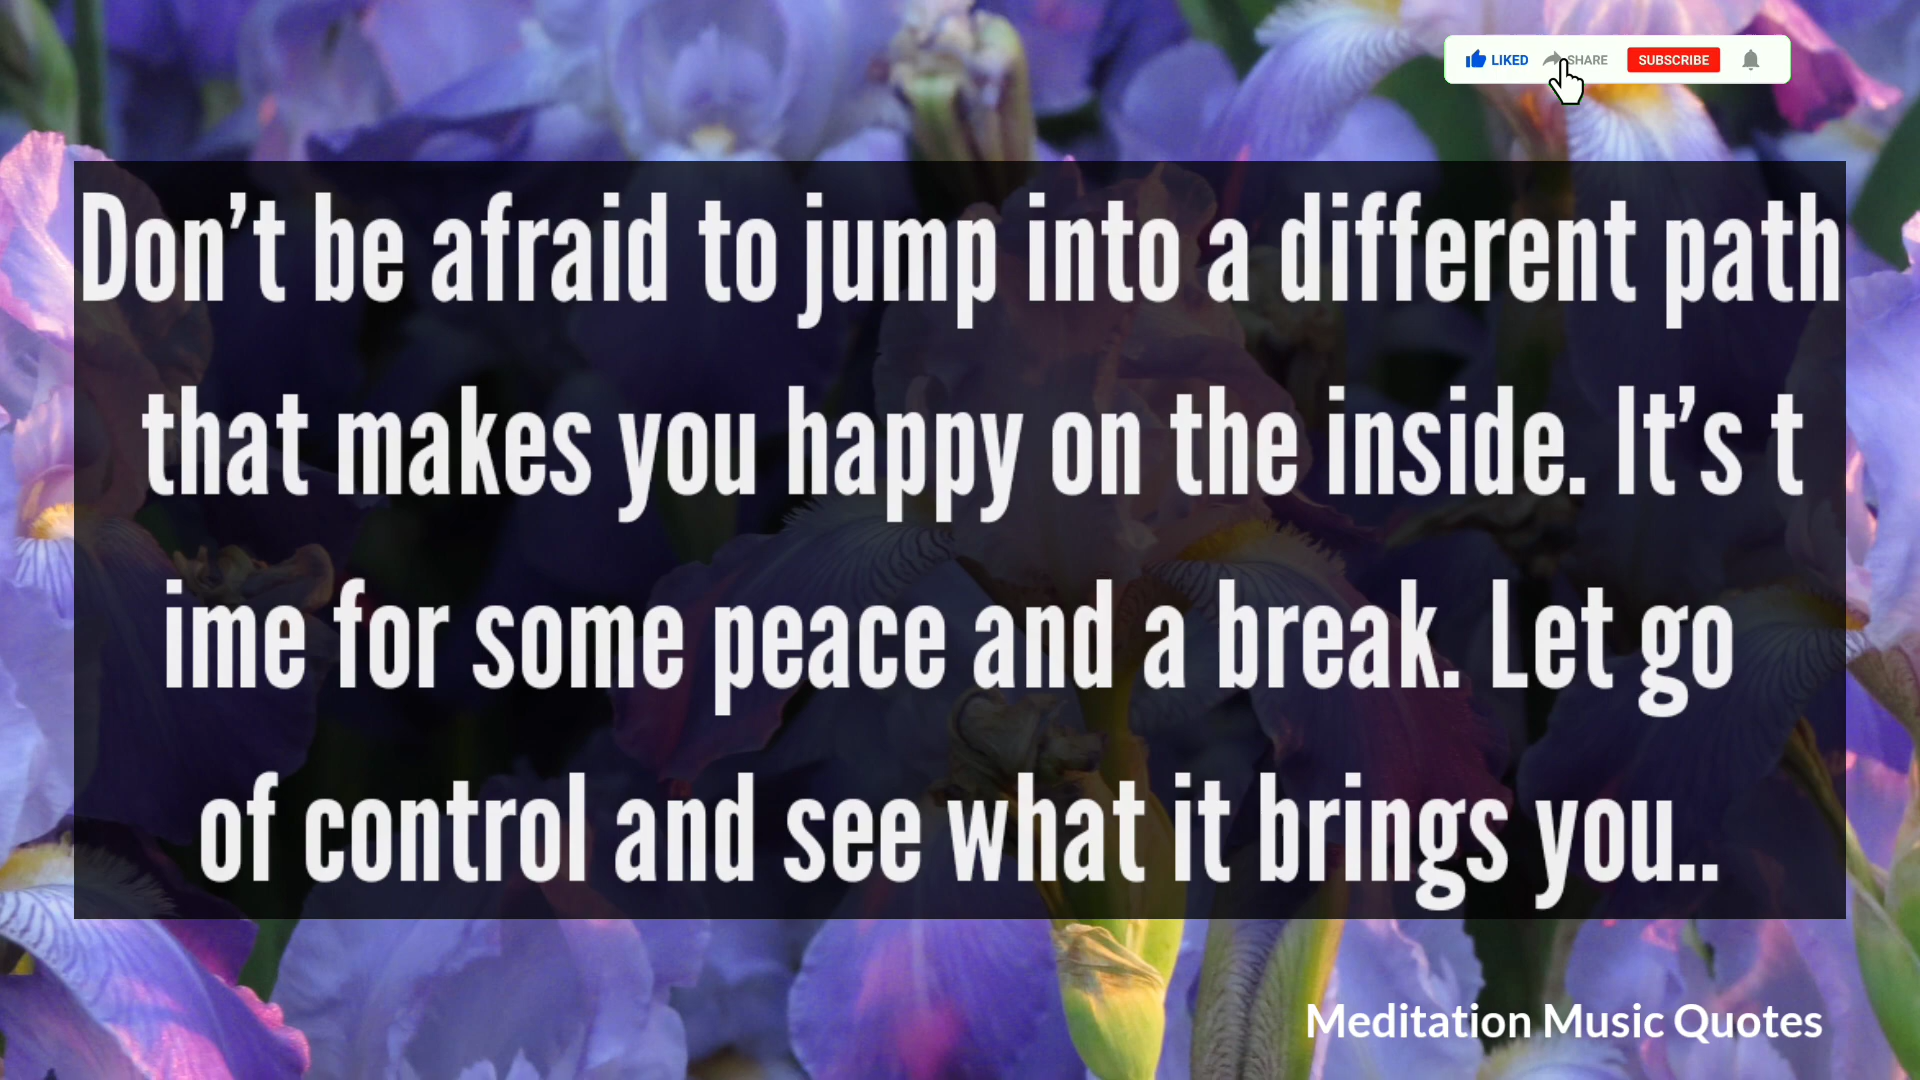 LIKED SHARE SUBSCRIBE
Don’t be afraid to jump into a different path
that makes you happy on the inside. It’s t
ime for some peace and a break. Let go
of control and see what it brings you..
Meditation Music Quotes